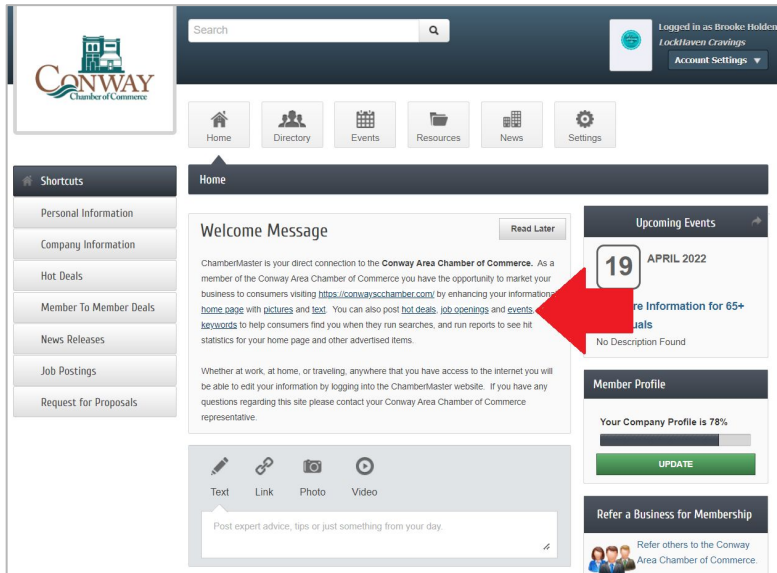 CONWAY
Chamber of Commerce
Search
Logged in as Brooke Holden
LockHaven Cravings
Account Settings
Home
Directory
Events
Resources
News
Settings
Shortcuts
Personal Information
Company Information
Hot Deals
Member To Member Deals
News Releases
Job Postings
Request for Proposals
Home
Welcome Message
Read Later
ChamberMaster is your direct connection to the Conway Area Chamber of Commerce. As a
member of the Conway Area Chamber of Commerce you have the opportunity to market your
business to consumers visiting https://conwayscchamber.com/ by enhancing your informational
home page with pictures and text. You can also post hot deals, job openings and events,
keywords to help consumers find you when they run searches, and run reports to see hit
statistics for your home page and other advertised items.
Whether at work, at home, or traveling, anywhere that you have access to the internet you will
be able to edit your information by logging into the ChamberMaster website. If you have any
questions regarding this site please contact your Conway Area Chamber of Commerce
representative.
Text
Link
Photo
Video
Post expert advice, tips or just something from your day.
Upcoming Events
19
APRIL 2022
Information for 65+
No Description Found
Member Profile
Your Company Profile is 78%
UPDATE
Refer a Business for Membership
Refer others to the Conway
Area Chamber of Commerce.